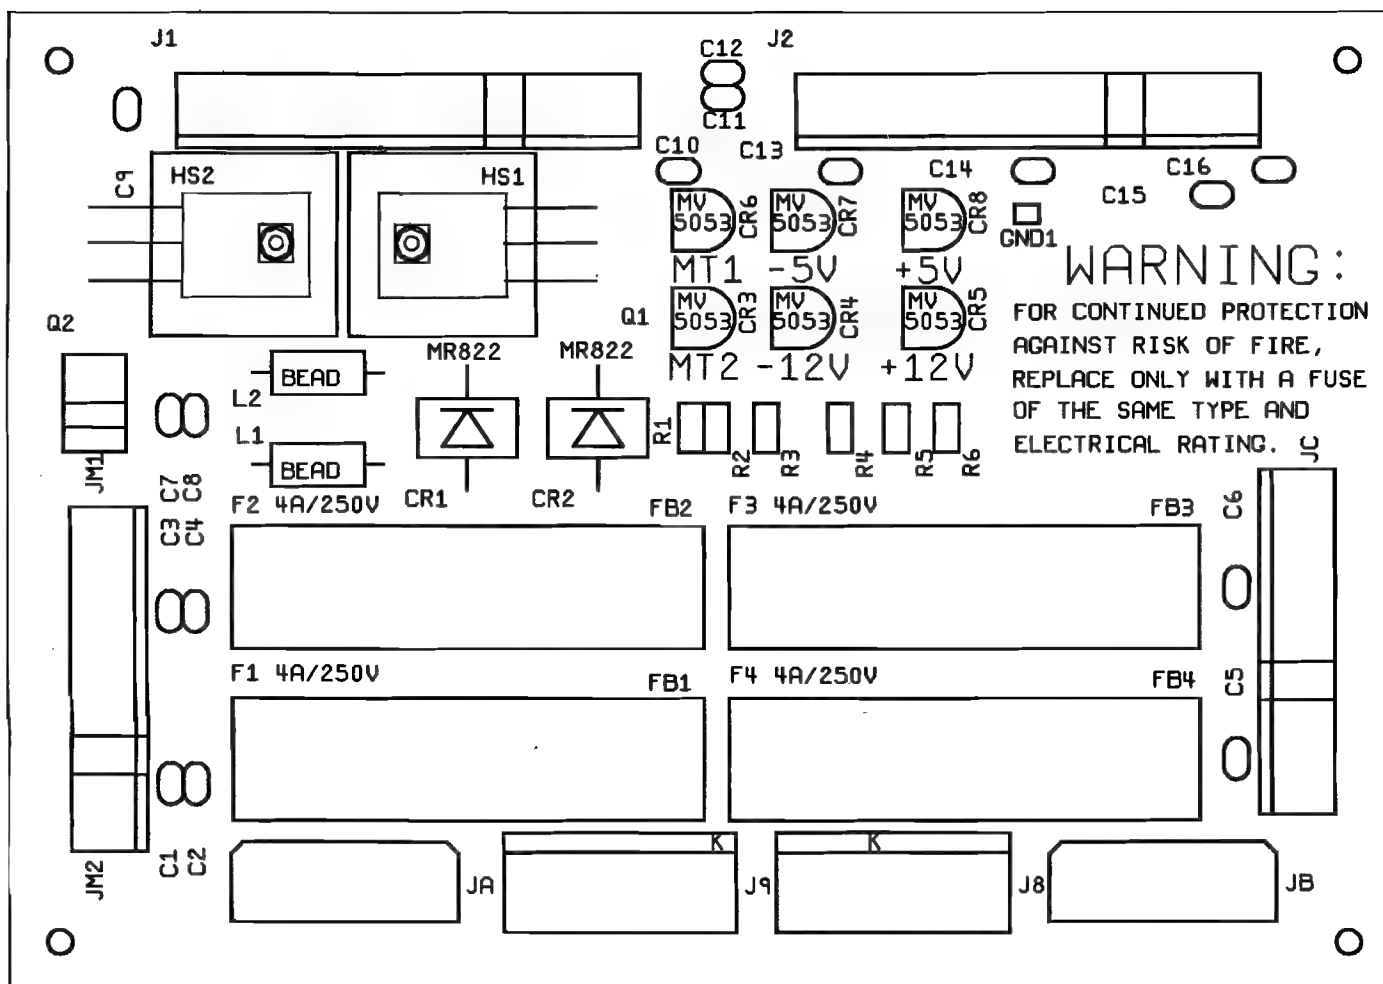 J1
J2
C12
C11
C10
C13
C14
C15
C16
C9
HS2
HS1
MV
5053
CR6
MV
5053
CR7
MV
5053
CR8
GND1
MT1
-5V
+5V
WARNING:
FOR CONTINUED PROTECTION
AGAINST RISK OF FIRE,
REPLACE ONLY WITH A FUSE
OF THE SAME TYPE AND
ELECTRICAL RATING.
Q2
Q1
MV
5053
CR3
MV
5053
CR4
MV
5053
CR5
MT2
-12V
+12V
MR822
MR822
BEAD
L2
L1
BEAD
JM1
C7
C8
CR1
CR2
R1
R2
R3
R4
R5
R6
JC
F2 4A/250V
FB2
F3 4A/250V
FB3
C6
C3
C4
F1 4A/250V
FB1
F4 4A/250V
FB4
C5
JM2
C1
C2
JA
K
J9
K
J8
JB